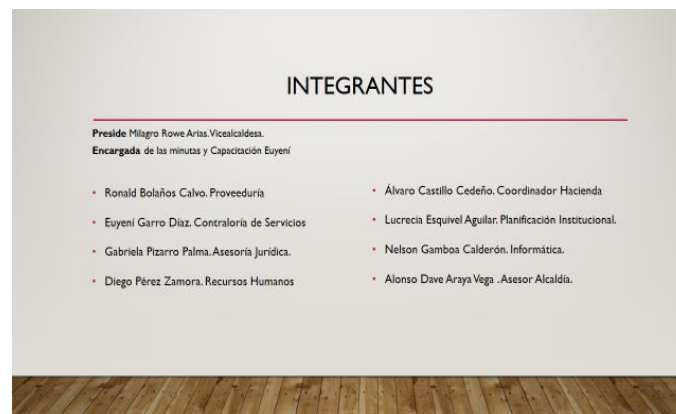 INTEGRANTES
Preside Milagro Rowe Arias. Vicealcaldesa.
Encargada de las minutas y Capacitación Euyení
• Ronald Bolaños Calvo. Proveeduría
• Euyení Garro Díaz. Contraloría de Servicios
• Gabriela Pizarro Palma. Asesoría Jurídica.
• Diego Pérez Zamora. Recursos Humanos
• Álvaro Castillo Cedeño. Coordinador Hacienda
• Lucrecia Esquivel Aguilar. Planificación Institucional.
• Nelson Gamboa Calderón. Informática.
• Alonso Dave Araya Vega . Asesor Alcaldía.